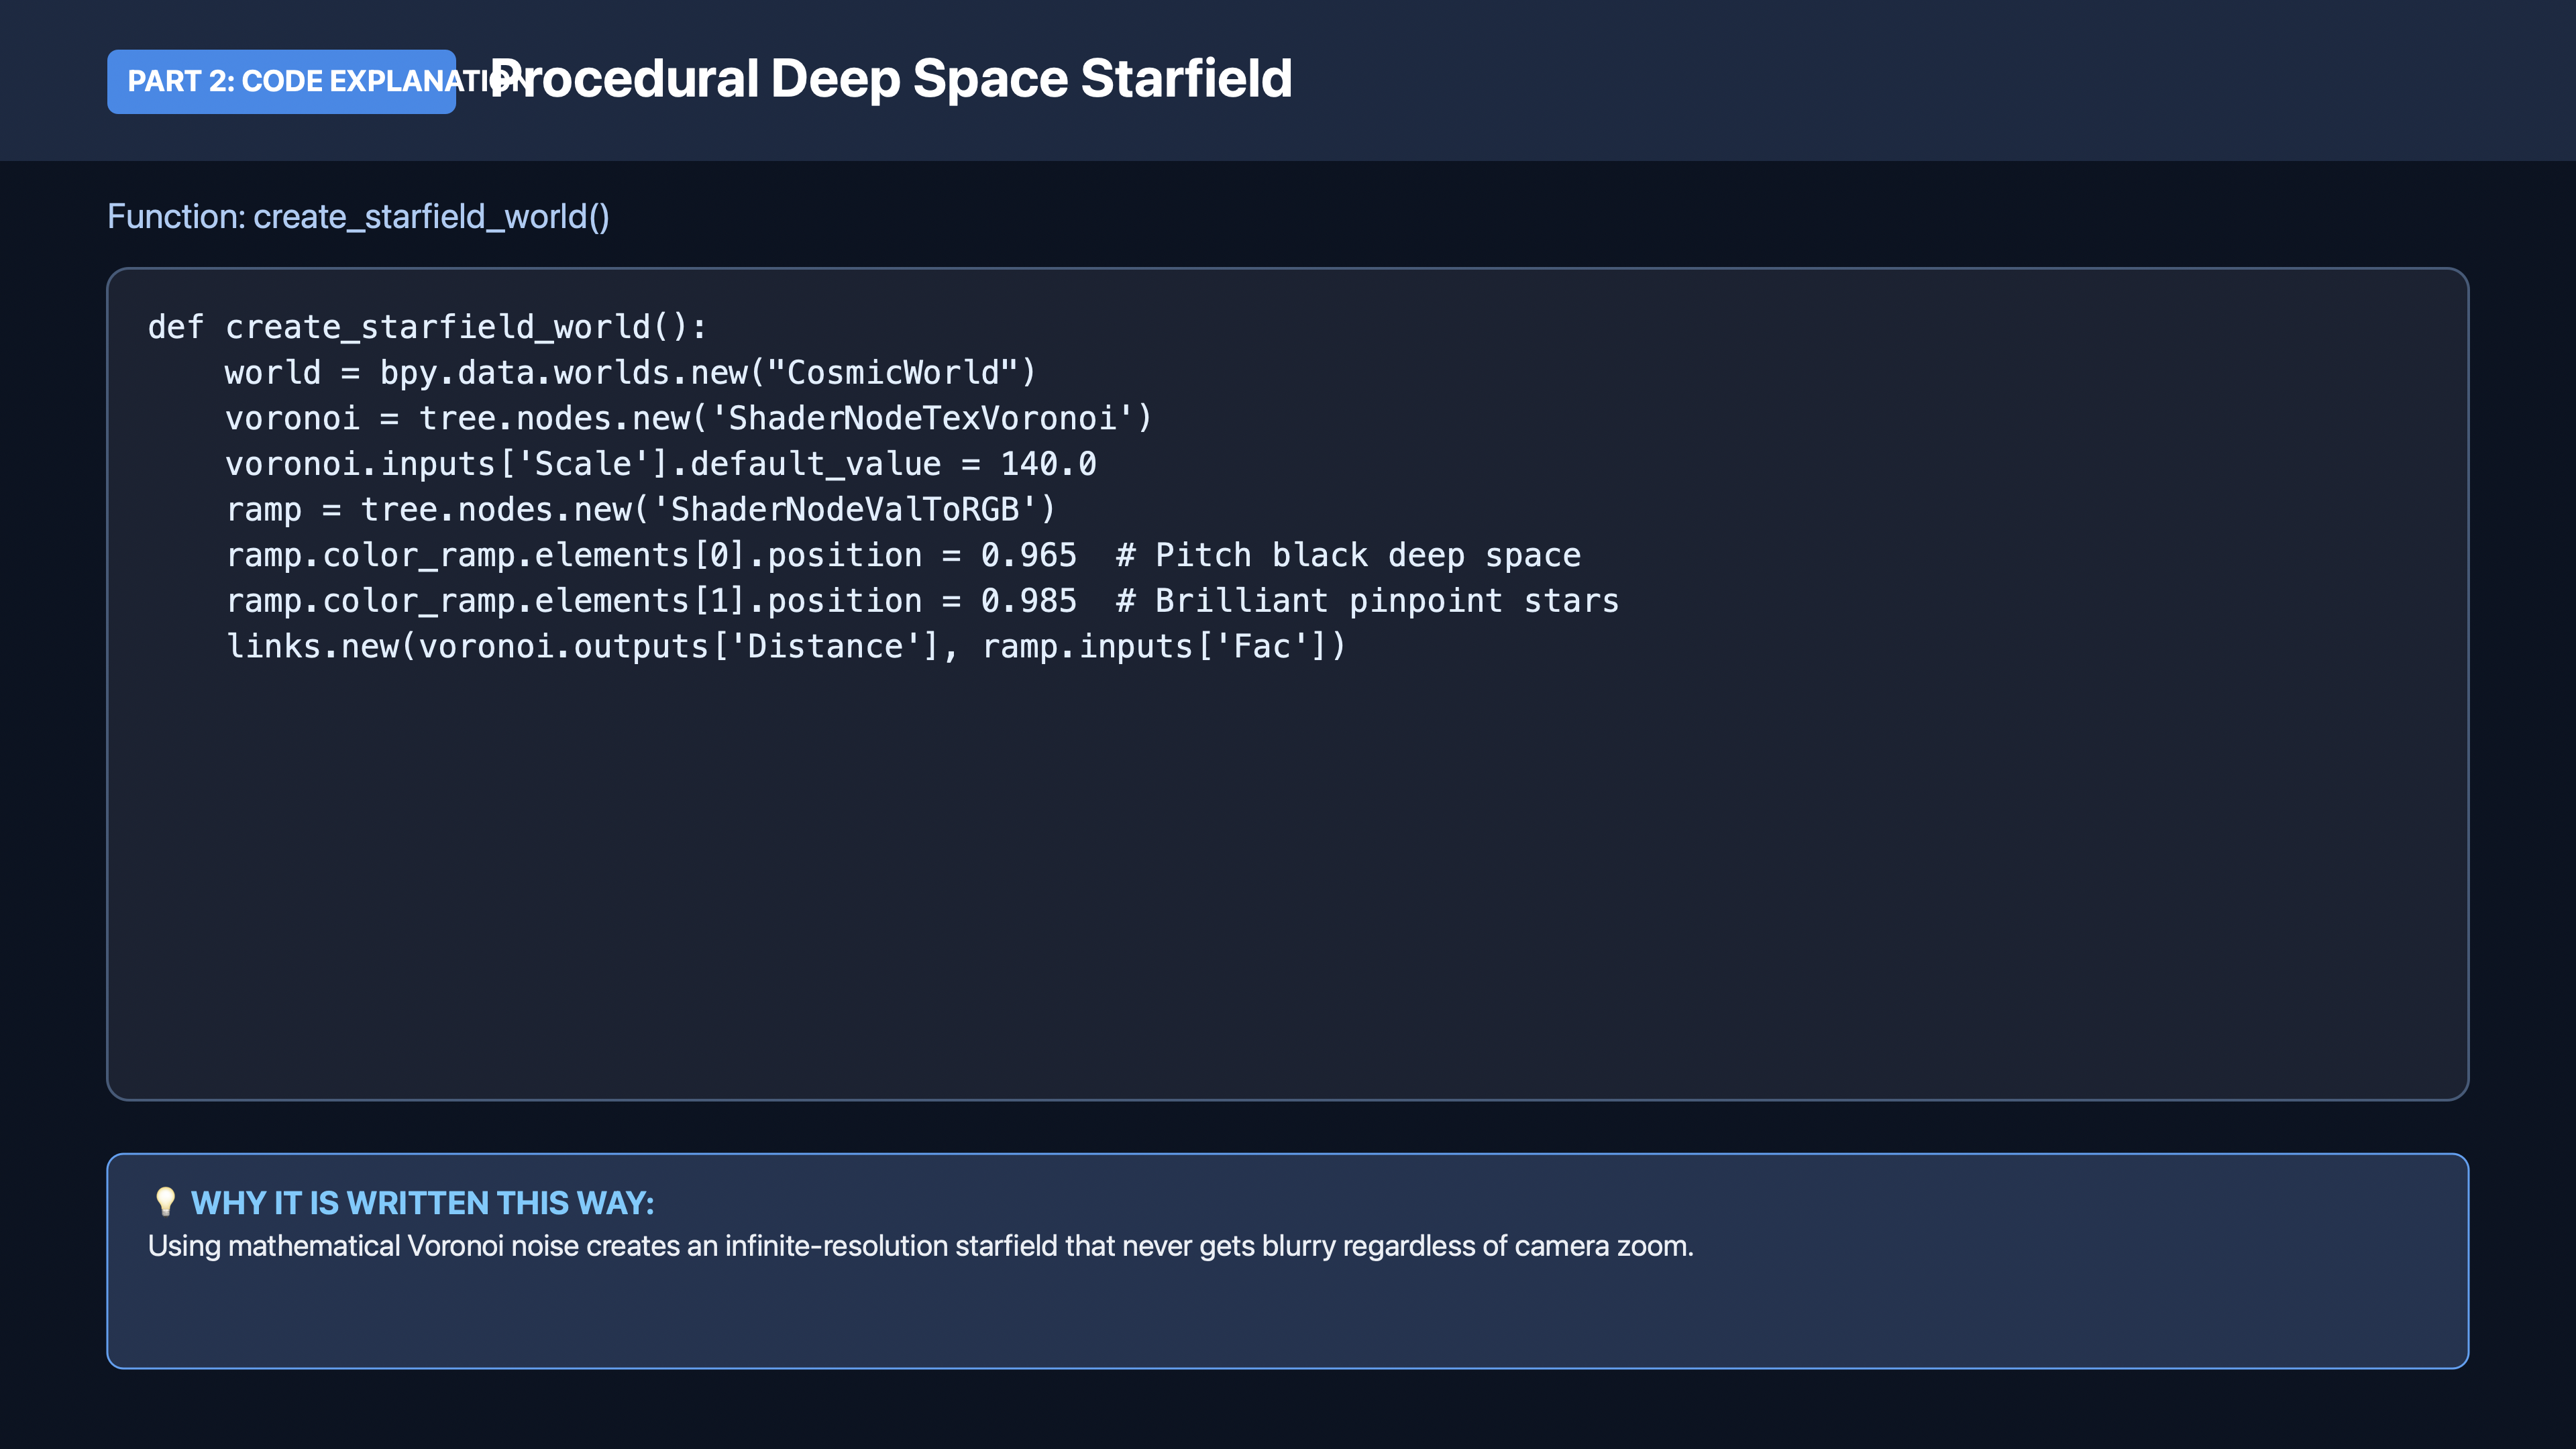 PART 2: CODE EXPLANATION
Procedural Deep Space Starfield
Function: create_starfield_world()
def create_starfield_world():
    world = bpy.data.worlds.new("CosmicWorld")
    voronoi = tree.nodes.new('ShaderNodeTexVoronoi')
    voronoi.inputs['Scale'].default_value = 140.0
    ramp = tree.nodes.new('ShaderNodeValToRGB')
    ramp.color_ramp.elements[0].position = 0.965  # Pitch black deep space
    ramp.color_ramp.elements[1].position = 0.985  # Brilliant pinpoint stars
    links.new(voronoi.outputs['Distance'], ramp.inputs['Fac'])
💡 WHY IT IS WRITTEN THIS WAY:
Using mathematical Voronoi noise creates an infinite-resolution starfield that never gets blurry regardless of camera zoom.